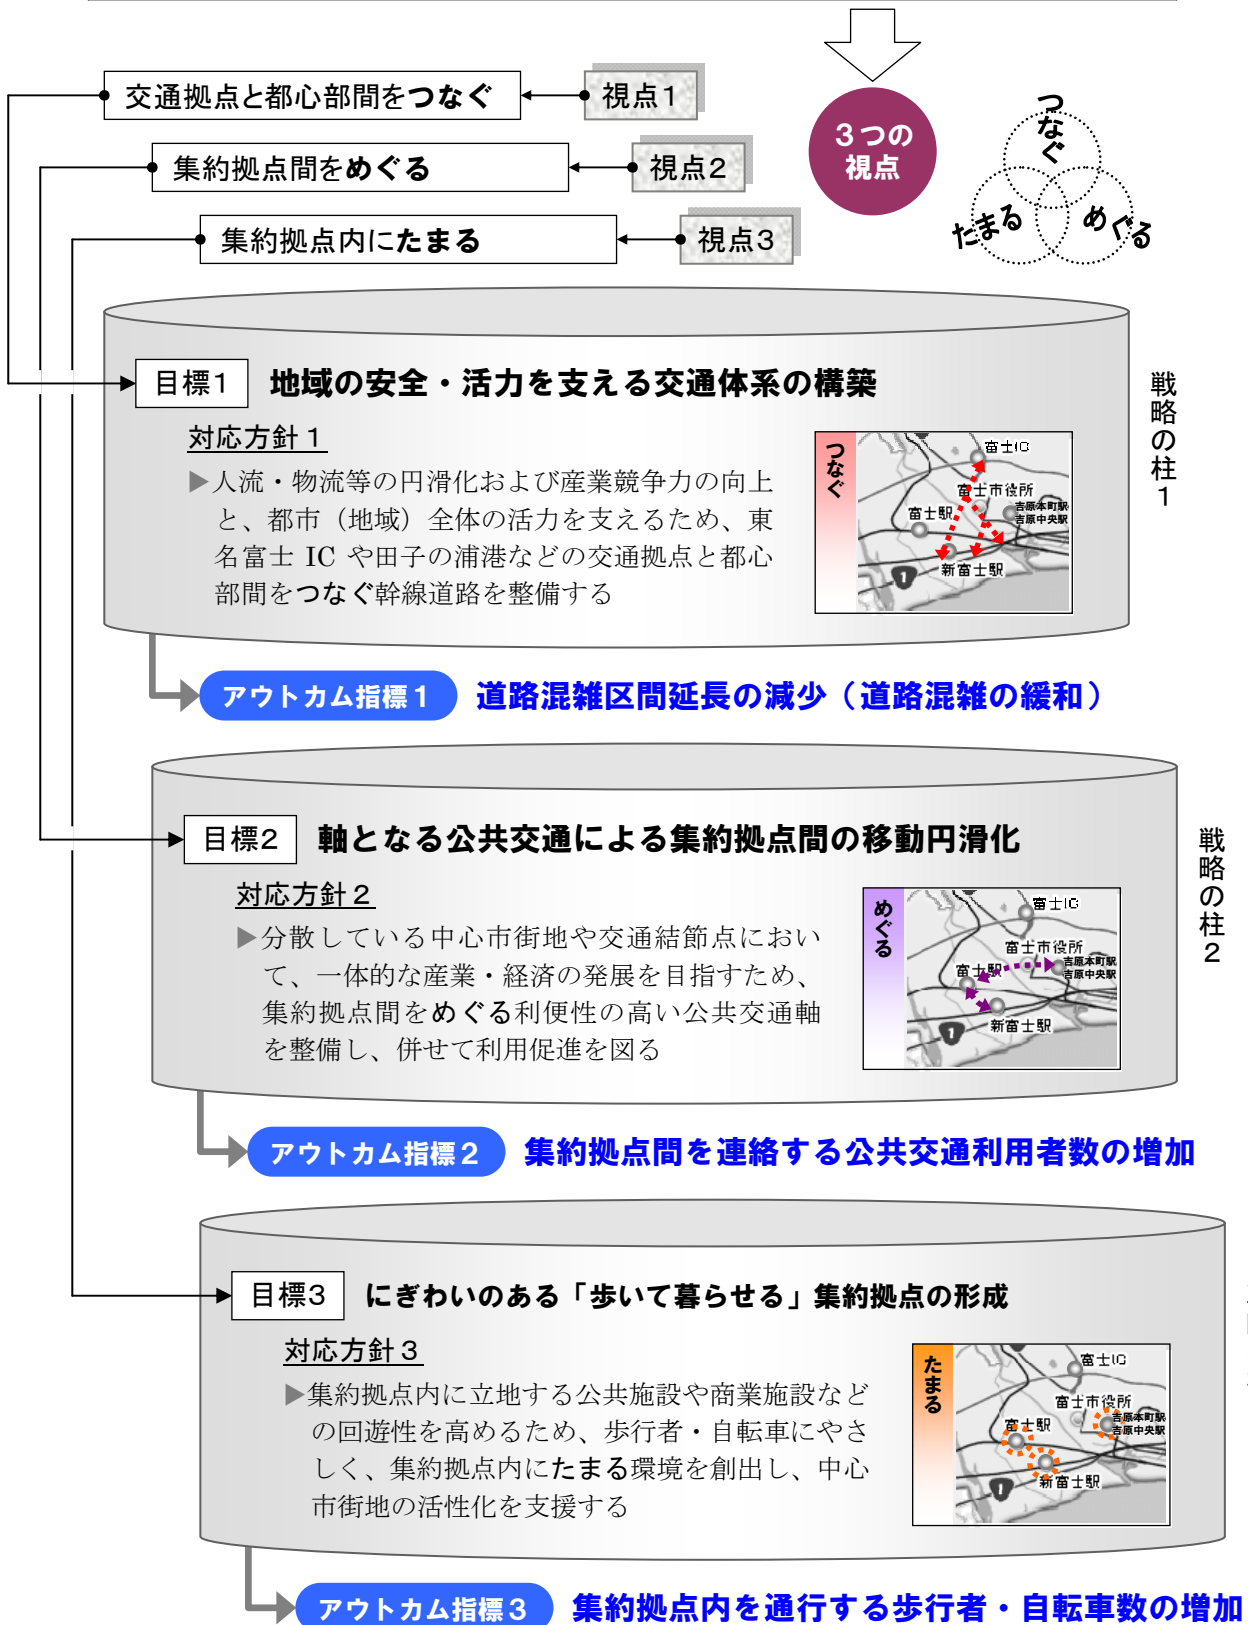 交通拠点と都心部間をつなぐ
視点1
集約拠点間をめぐる
視点2
集約拠点内にたまる
視点3
３つの
視点
つなぐ
たまる
めぐる
目標1
地域の安全・活力を支える交通体系の構築
対応方針１
▶人流・物流等の円滑化および産業競争力の向上
と、都市（地域）全体の活力を支えるため、東
名富士 IC や田子の浦港などの交通拠点と都心
部間をつなぐ幹線道路を整備する
つなぐ
富士IC
富士市役所
吉原本町駅
吉原中央駅
富士駅
新富士駅
1
戦略の柱１
アウトカム指標１
道路混雑区間延長の減少（道路混雑の緩和）
目標2
軸となる公共交通による集約拠点間の移動円滑化
対応方針２
▶分散している中心市街地や交通結節点におい
て、一体的な産業・経済の発展を目指すため、
集約拠点間をめぐる利便性の高い公共交通軸
を整備し、併せて利用促進を図る
めぐる
富士IC
富士市役所
吉原本町駅
吉原中央駅
富士駅
新富士駅
1
戦略の柱２
アウトカム指標２
集約拠点間を連絡する公共交通利用者数の増加
目標3
にぎわいのある「歩いて暮らせる」集約拠点の形成
対応方針３
▶集約拠点内に立地する公共施設や商業施設など
の回遊性を高めるため、歩行者・自転車にやさ
しく、集約拠点内にたまる環境を創出し、中心
市街地の活性化を支援する
たまる
富士IC
富士市役所
吉原本町駅
吉原中央駅
富士駅
新富士駅
1
アウトカム指標３
集約拠点内を通行する歩行者・自転車数の増加